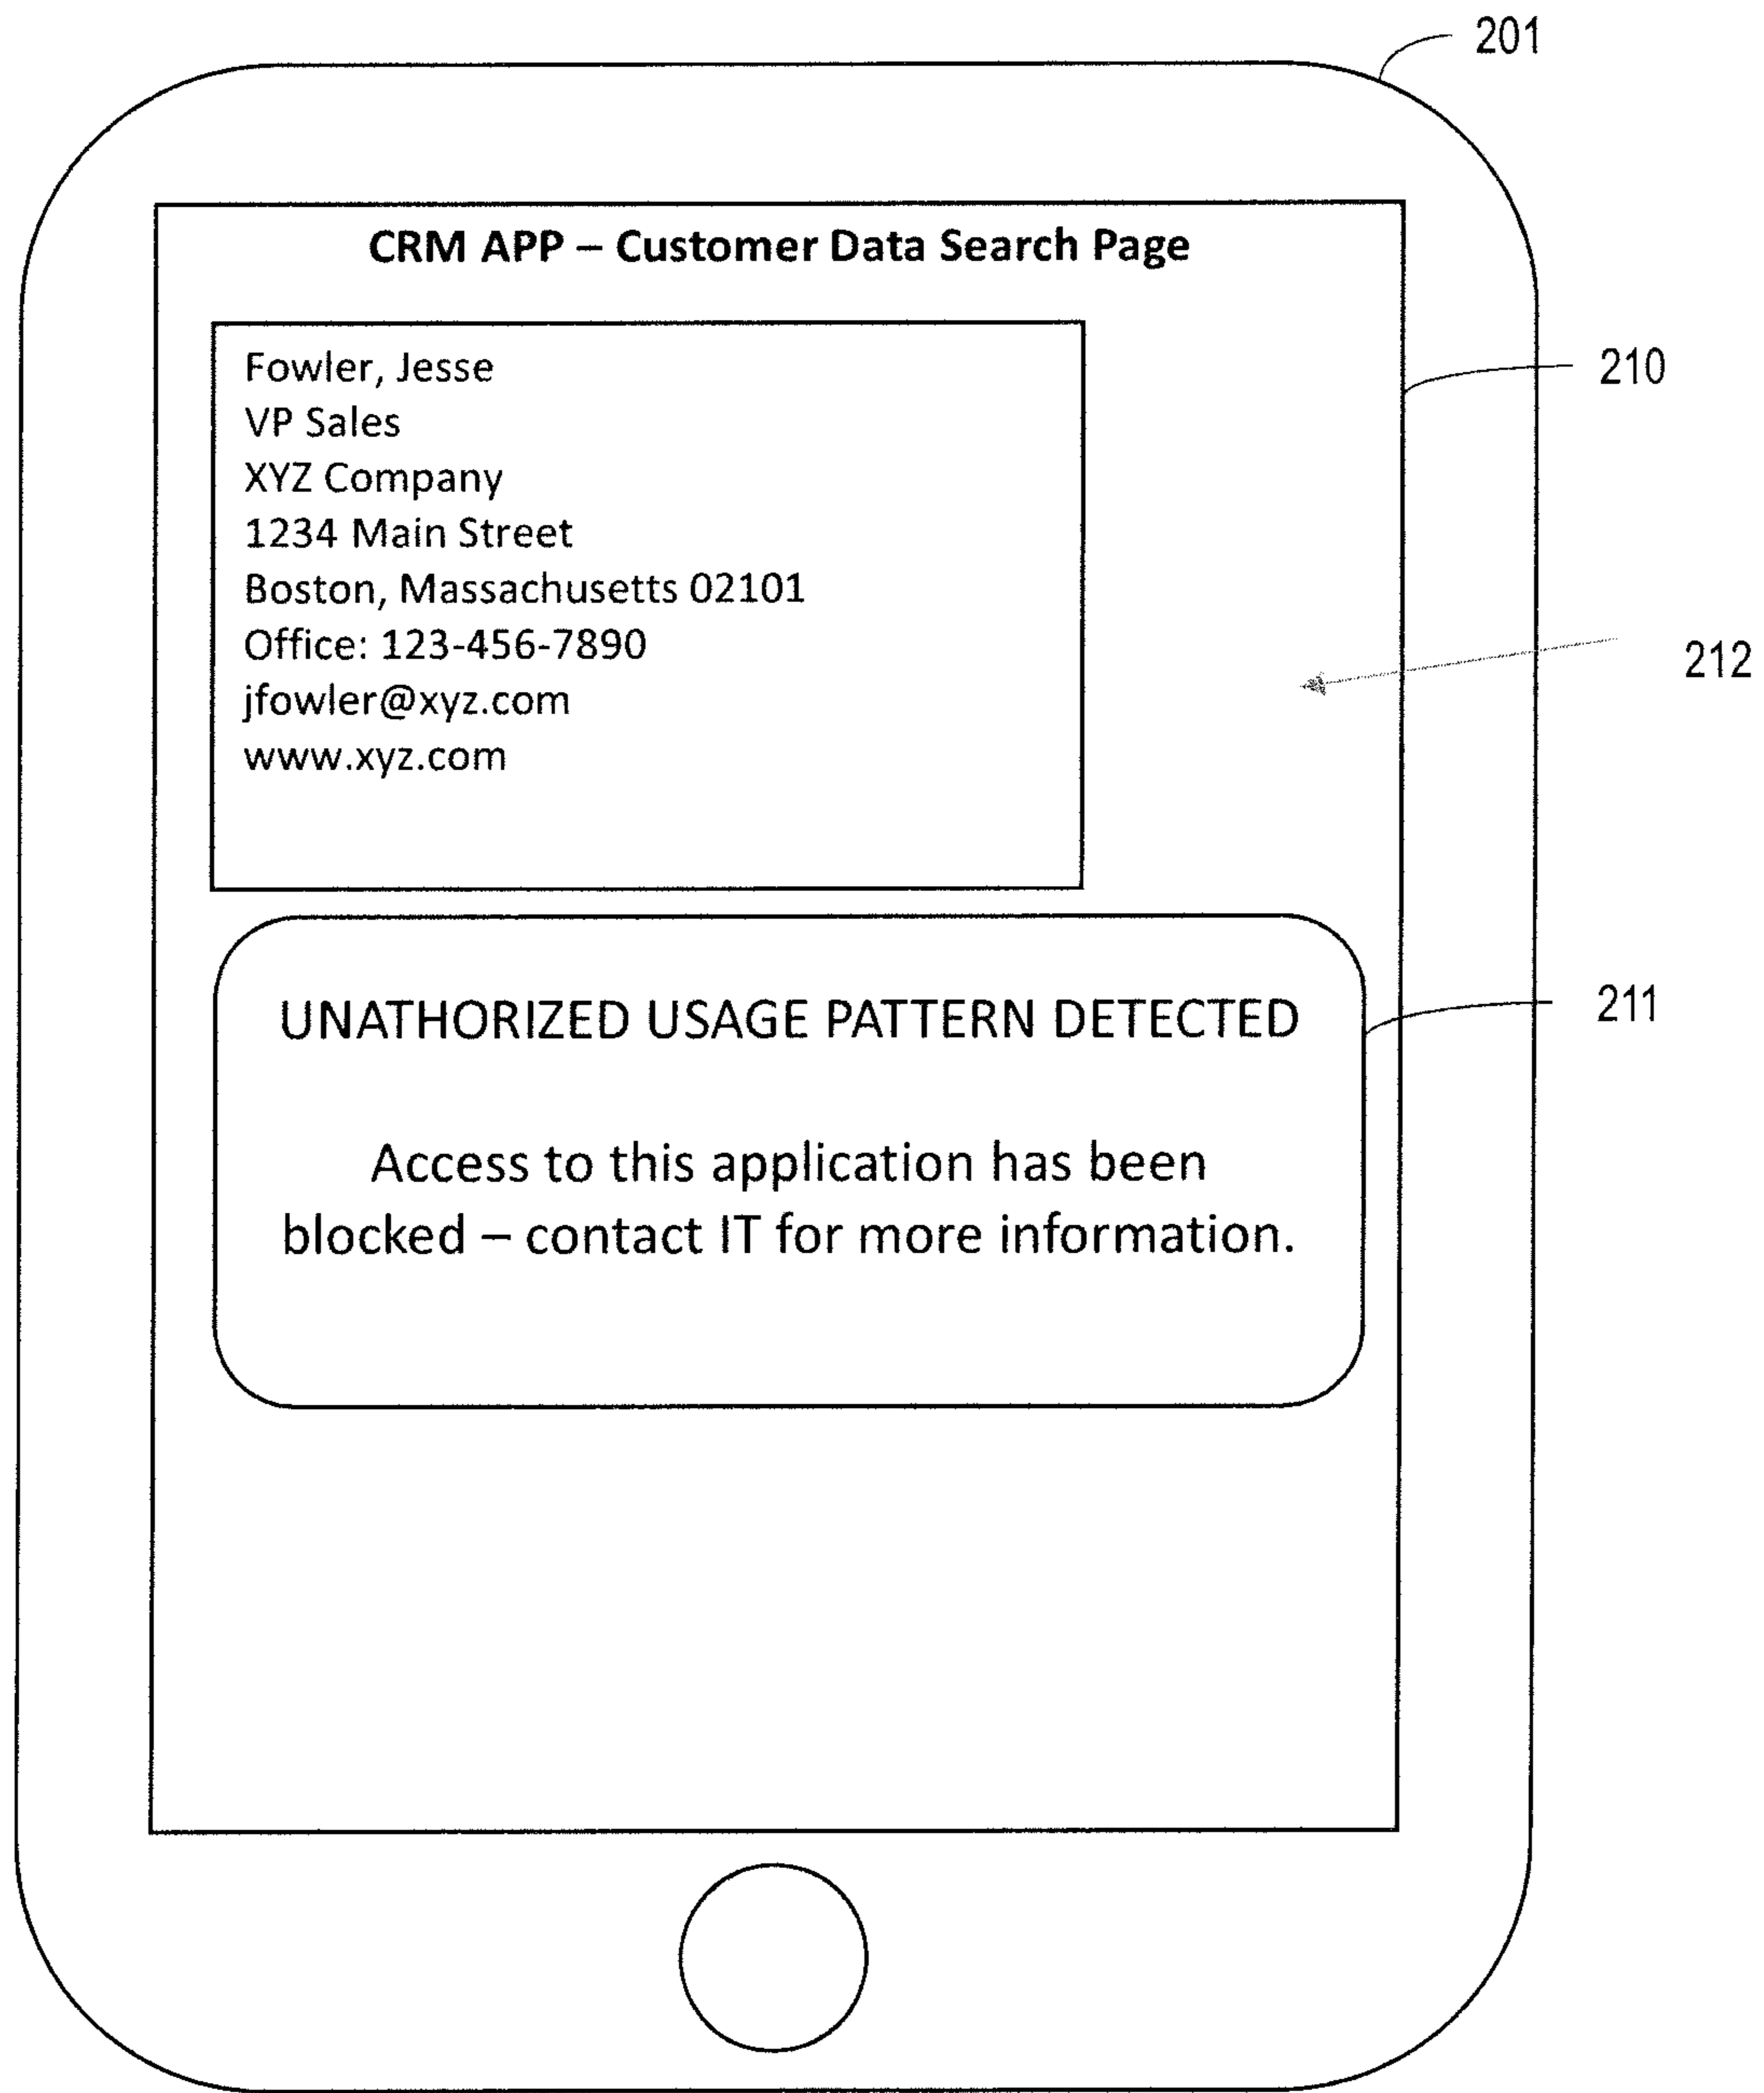 201
CRM APP – Customer Data Search Page
Fowler, Jesse
VP Sales
XYZ Company
1234 Main Street
Boston, Massachusetts 02101
Office: 123-456-7890
jfowler@xyz.com
www.xyz.com
210
212
UNATHORIZED USAGE PATTERN DETECTED
211
Access to this application has been
blocked – contact IT for more information.